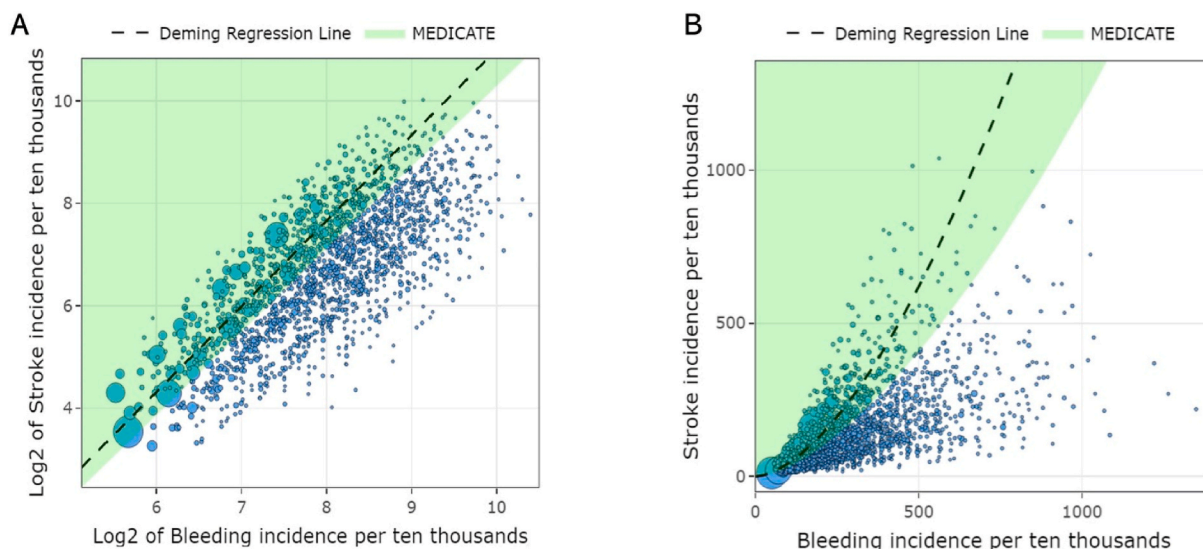 A
Deming Regression Line MEDICATE
Log2 of Stroke incidence per ten thousands
10
8
6
4
6 7 8 9 10
Log2 of Bleeding incidence per ten thousands
B
Deming Regression Line MEDICATE
Stroke incidence per ten thousands
1000
500
0
0 500 1000
Bleeding incidence per ten thousands